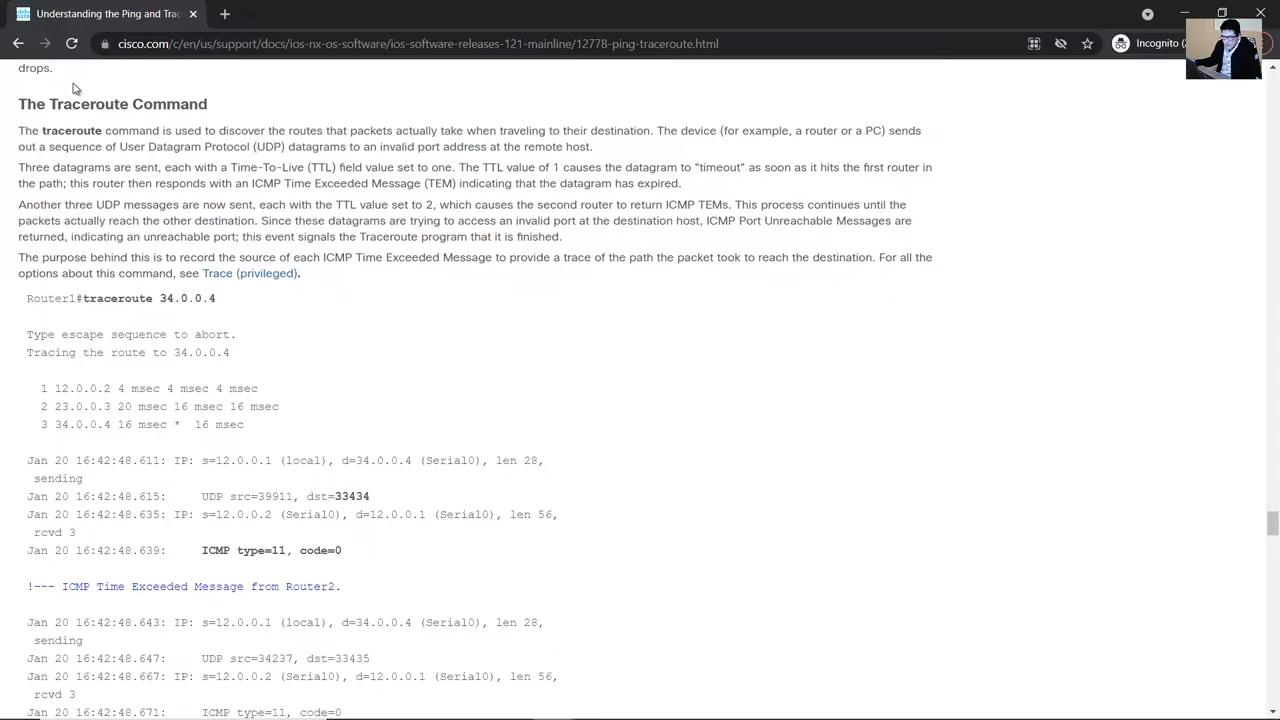 Understanding the Ping and Trac
cisco.com/c/en/us/support/docs/ios-nx-os-software/ios-software-releases-121-mainline/12778-ping-traceroute.html
Incognito
drops.
The Traceroute Command
The traceroute command is used to discover the routes that packets actually take when traveling to their destination. The device (for example, a router or a PC) sends
out a sequence of User Datagram Protocol (UDP) datagrams to an invalid port address at the remote host.
Three datagrams are sent, each with a Time-To-Live (TTL) field value set to one. The TTL value of 1 causes the datagram to "timeout" as soon as it hits the first router in
the path; this router then responds with an ICMP Time Exceeded Message (TEM) indicating that the datagram has expired.
Another three UDP messages are now sent, each with the TTL value set to 2, which causes the second router to return ICMP TEMs. This process continues until the
packets actually reach the other destination. Since these datagrams are trying to access an invalid port at the destination host, ICMP Port Unreachable Messages are
returned, indicating an unreachable port; this event signals the Traceroute program that it is finished.
The purpose behind this is to record the source of each ICMP Time Exceeded Message to provide a trace of the path the packet took to reach the destination. For all the
options about this command, see Trace (privileged).
Router1#traceroute 34.0.0.4
Type escape sequence to abort.
Tracing the route to 34.0.0.4
1 12.0.0.2 4 msec 4 msec 4 msec
2 23.0.0.3 20 msec 16 msec 16 msec
3 34.0.0.4 16 msec * 16 msec
Jan 20 16:42:48.611: IP: s=12.0.0.1 (local), d=34.0.0.4 (Serial0), len 28,
sending
Jan 20 16:42:48.615: UDP src=39911, dst=33434
Jan 20 16:42:48.635: IP: s=12.0.0.2 (Serial0), d=12.0.0.1 (Serial0), len 56,
rcvd 3
Jan 20 16:42:48.639: ICMP type=11, code=0
!--- ICMP Time Exceeded Message from Router2.
Jan 20 16:42:48.643: IP: s=12.0.0.1 (local), d=34.0.0.4 (Serial0), len 28,
sending
Jan 20 16:42:48.647: UDP src=34237, dst=33435
Jan 20 16:42:48.667: IP: s=12.0.0.2 (Serial0), d=12.0.0.1 (Serial0), len 56,
rcvd 3
Jan 20 16:42:48.671: ICMP type=11, code=0